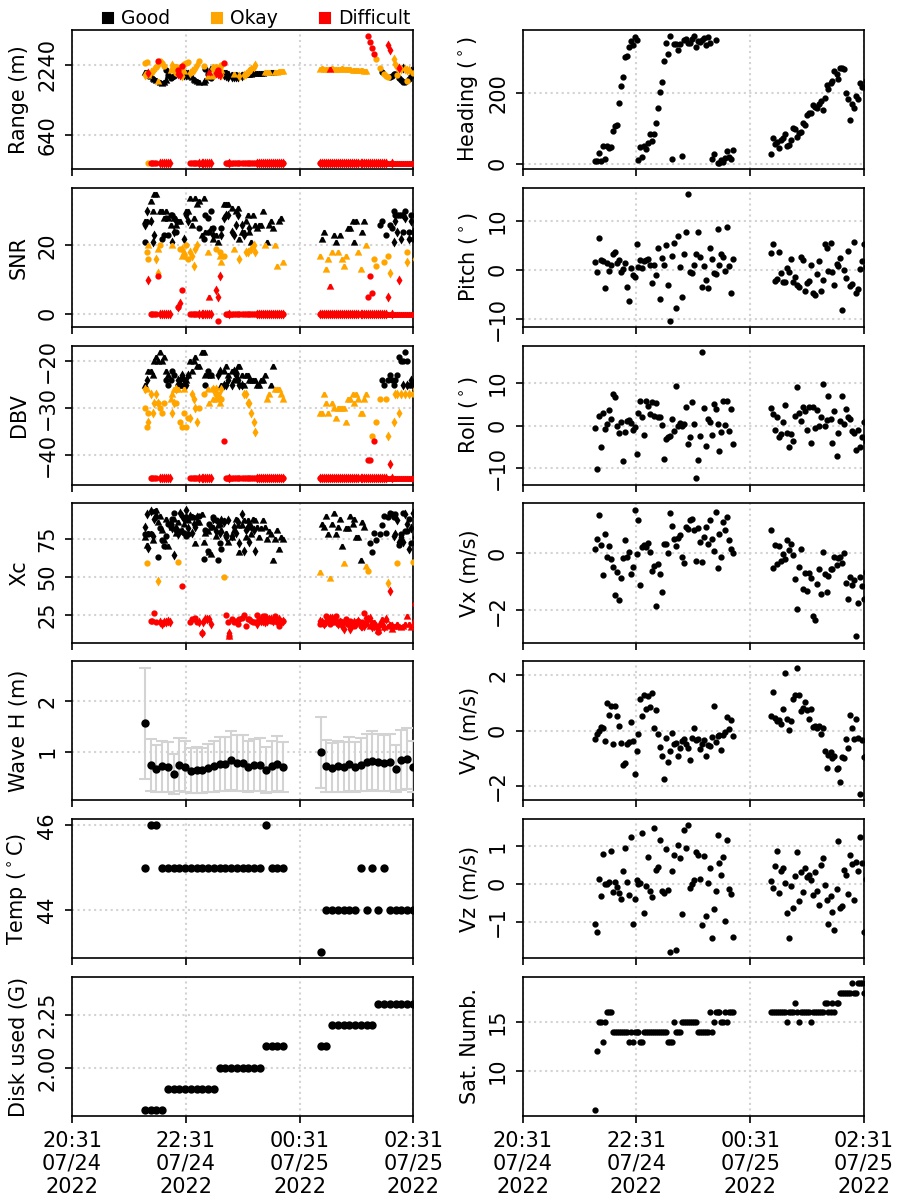 Good Okay Difficult
Range (m)
2240
640
Heading (°)
200
0
SNR
20
0
Pitch (°)
10
0
−10
DBV
−20
−30
−40
Roll (°)
10
0
−10
Xc
75
50
25
Vx (m/s)
0
−2
Wave H (m)
2
1
Vy (m/s)
2
0
−2
Temp (°C)
46
44
Vz (m/s)
1
0
−1
Disk used (G)
2.25
2.00
Sat. Numb.
15
10
20:31 22:31 00:31 02:31 20:31 22:31 00:31 02:31
07/24 07/24 07/25 07/25 07/24 07/24 07/25 07/25
2022 2022 2022 2022 2022 2022 2022 2022